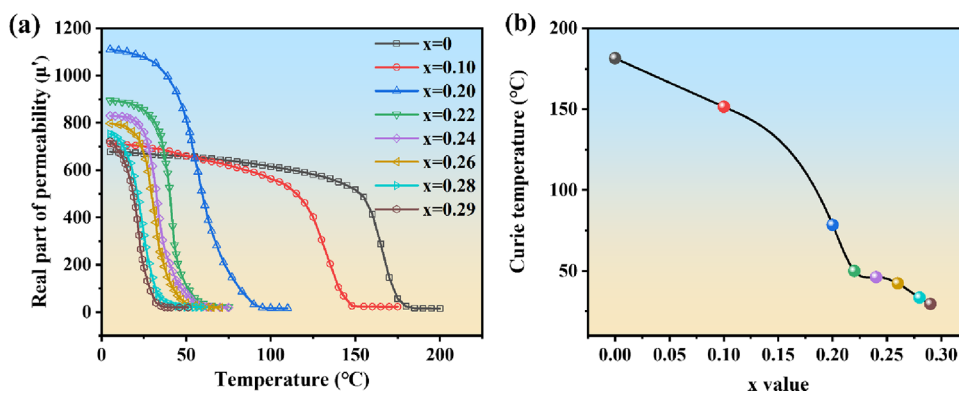 (a)
1200
1000
800
600
400
200
0
Real part of permeability (μ')
0 50 100 150 200
Temperature (℃)
x=0
x=0.10
x=0.20
x=0.22
x=0.24
x=0.26
x=0.28
x=0.29
(b)
200
150
100
50
Curie temperature (℃)
0.00 0.05 0.10 0.15 0.20 0.25 0.30
x value